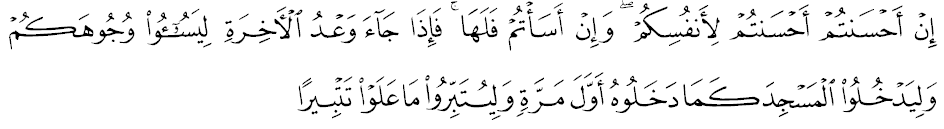 إِنۡ أَحۡسَنتُمۡ أَحۡسَنتُمۡ لِأَنفُسِكُمۡۖ وَإِنۡ أَسَأۡتُمۡ فَلَهَاۚ فَإِذَا جَآءَ وَعۡدُ ٱلۡأٓخِرَةِ لِيَسُـُٔواْ وُجُوهَكُمۡ
وَلِيَدۡخُلُواْ ٱلۡمَسۡجِدَ كَمَا دَخَلُوهُ أَوَّلَ مَرَّةٖ وَلِيُتَبِّرُواْ مَا عَلَوۡاْ تَتۡبِيرًا